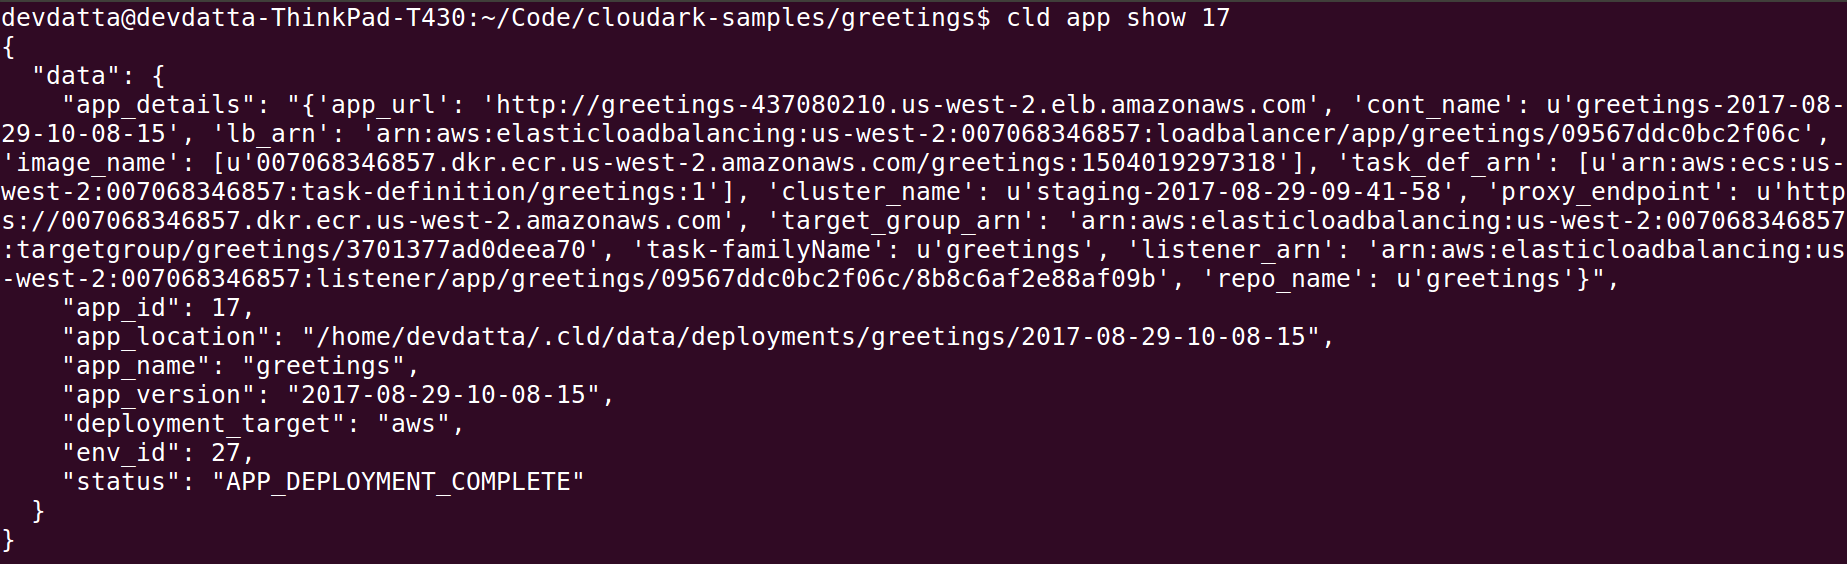 devdatta@devdatta-ThinkPad-T430:~/Code/cloudark-samples/greetings$ cld app show 17
{
  "data": {
    "app_details": "{'app_url': 'http://greetings-437080210.us-west-2.elb.amazonaws.com', 'cont_name': u'greetings-2017-08-
29-10-08-15', 'lb_arn': 'arn:aws:elasticloadbalancing:us-west-2:007068346857:loadbalancer/app/greetings/09567ddc0bc2f06c',
'image_name': [u'007068346857.dkr.ecr.us-west-2.amazonaws.com/greetings:1504019297318'], 'task_def_arn': [u'arn:aws:ecs:us-
west-2:007068346857:task-definition/greetings:1'], 'cluster_name': u'staging-2017-08-29-09-41-58', 'proxy_endpoint': u'http
s://007068346857.dkr.ecr.us-west-2.amazonaws.com', 'target_group_arn': 'arn:aws:elasticloadbalancing:us-west-2:007068346857
:targetgroup/greetings/3701377ad0deea70', 'task-familyName': u'greetings', 'listener_arn': 'arn:aws:elasticloadbalancing:us
-west-2:007068346857:listener/app/greetings/09567ddc0bc2f06c/8b8c6af2e88af09b', 'repo_name': u'greetings'}",
    "app_id": 17,
    "app_location": "/home/devdatta/.cld/data/deployments/greetings/2017-08-29-10-08-15",
    "app_name": "greetings",
    "app_version": "2017-08-29-10-08-15",
    "deployment_target": "aws",
    "env_id": 27,
    "status": "APP_DEPLOYMENT_COMPLETE"
  }
}